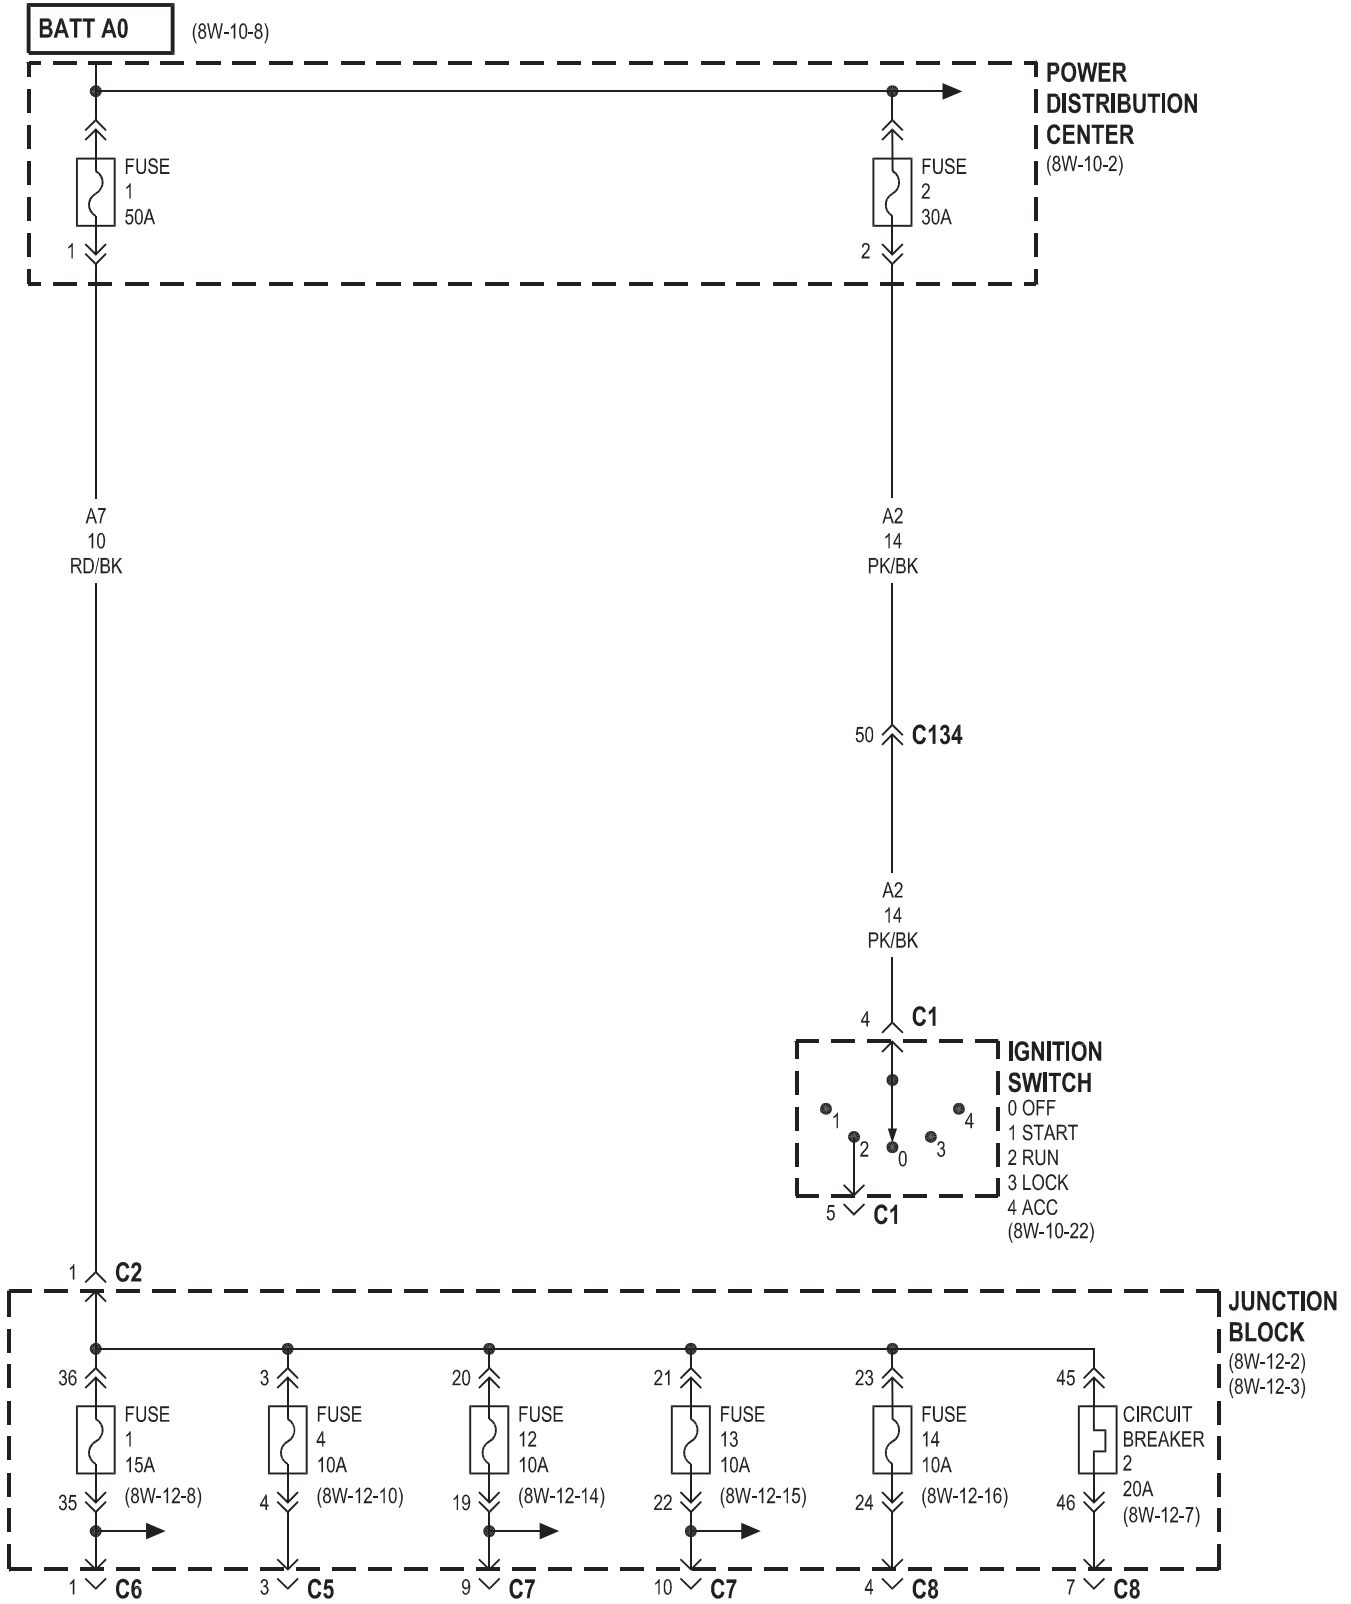 BATT A0
(8W-10-8)
POWER
DISTRIBUTION
CENTER
(8W-10-2)
FUSE
1
50A
1
FUSE
2
30A
2
A7
10
RD/BK
A2
14
PK/BK
50
C134
A2
14
PK/BK
4
C1
IGNITION
SWITCH
0 OFF
1 START
2 RUN
3 LOCK
4 ACC
(8W-10-22)
1
2
0
3
4
5
C1
1
C2
JUNCTION
BLOCK
(8W-12-2)
(8W-12-3)
36
FUSE
1
15A
(8W-12-8)
35
1
C6
3
FUSE
4
10A
(8W-12-10)
4
3
C5
20
FUSE
12
10A
(8W-12-14)
19
9
C7
21
FUSE
13
10A
(8W-12-15)
22
10
C7
23
FUSE
14
10A
(8W-12-16)
24
4
C8
45
CIRCUIT
BREAKER
2
20A
(8W-12-7)
46
7
C8